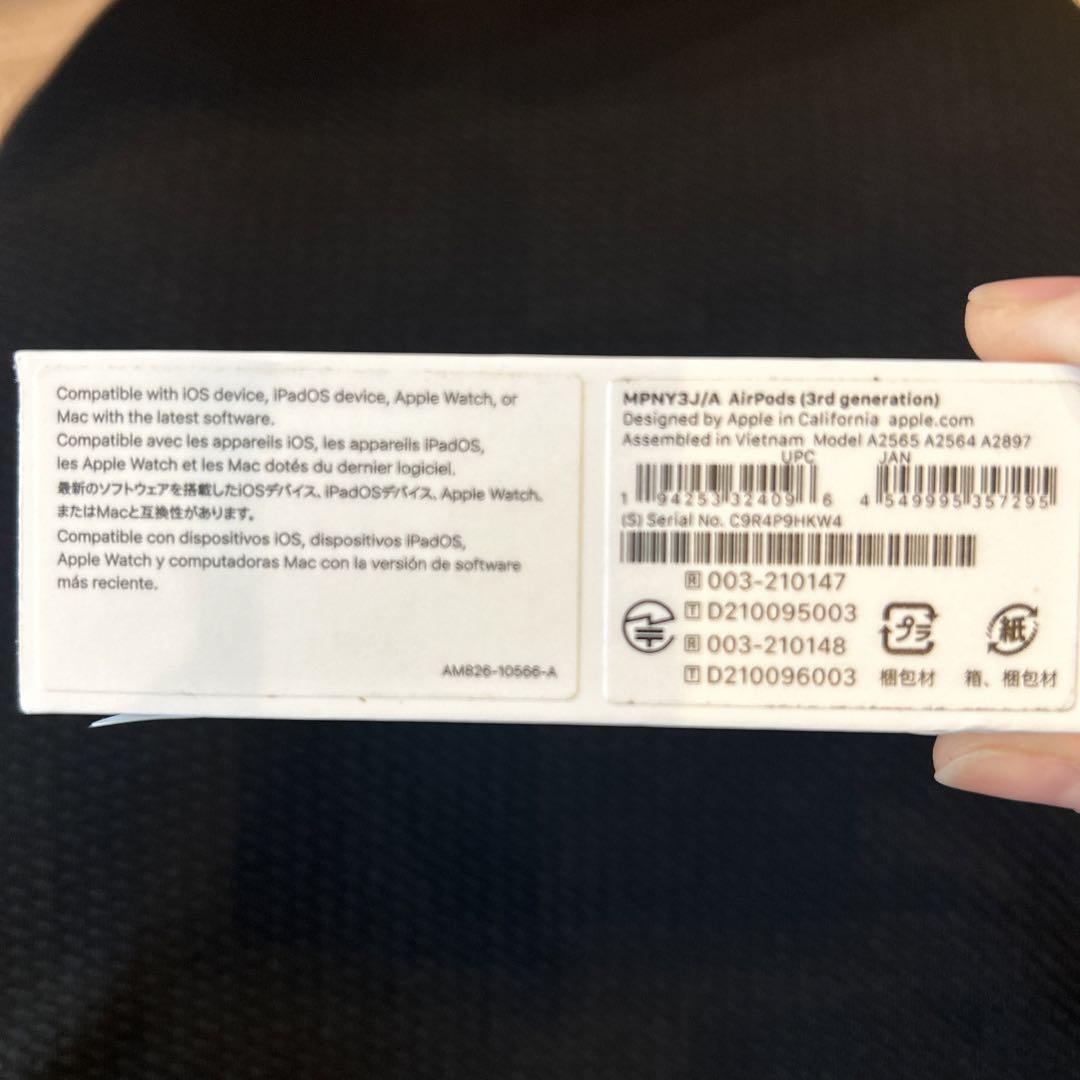 Compatible with iOS device, iPadOS device, Apple Watch, or
Mac with the latest software.
Compatible avec les appareils iOS, les appareils iPadOS,
les Apple Watch et les Mac dotés du dernier logiciel.
最新のソフトウェアを搭載したiOSデバイス、iPadOSデバイス、Apple Watch、
またはMacと互換性があります。
Compatible con dispositivos iOS, dispositivos iPadOS,
Apple Watch y computadoras Mac con la versión de software
más reciente.
AM826-10566-A
MPNY3J/A AirPods (3rd generation)
Designed by Apple in California apple.com
Assembled in Vietnam Model A2565 A2564 A2897
UPC JAN
1 94253 32409 6 4 549995 357295
(S) Serial No. C9R4P9HKW4
R 003-210147
T D210095003
R 003-210148
T D210096003
プラ
梱包材
紙
箱、梱包材